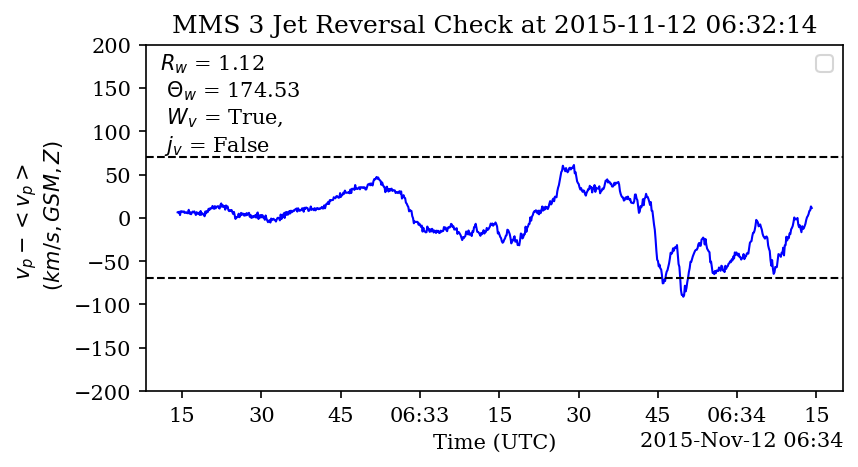 MMS 3 Jet Reversal Check at 2015-11-12 06:32:14
R_w = 1.12
Θ_w = 174.53
W_v = True,
j_v = False
v_p − < v_p >
(km/s, GSM, Z)
200
150
100
50
0
−50
−100
−150
−200
15 30 45 06:33 15 30 45 06:34 15
Time (UTC)
2015-Nov-12 06:34